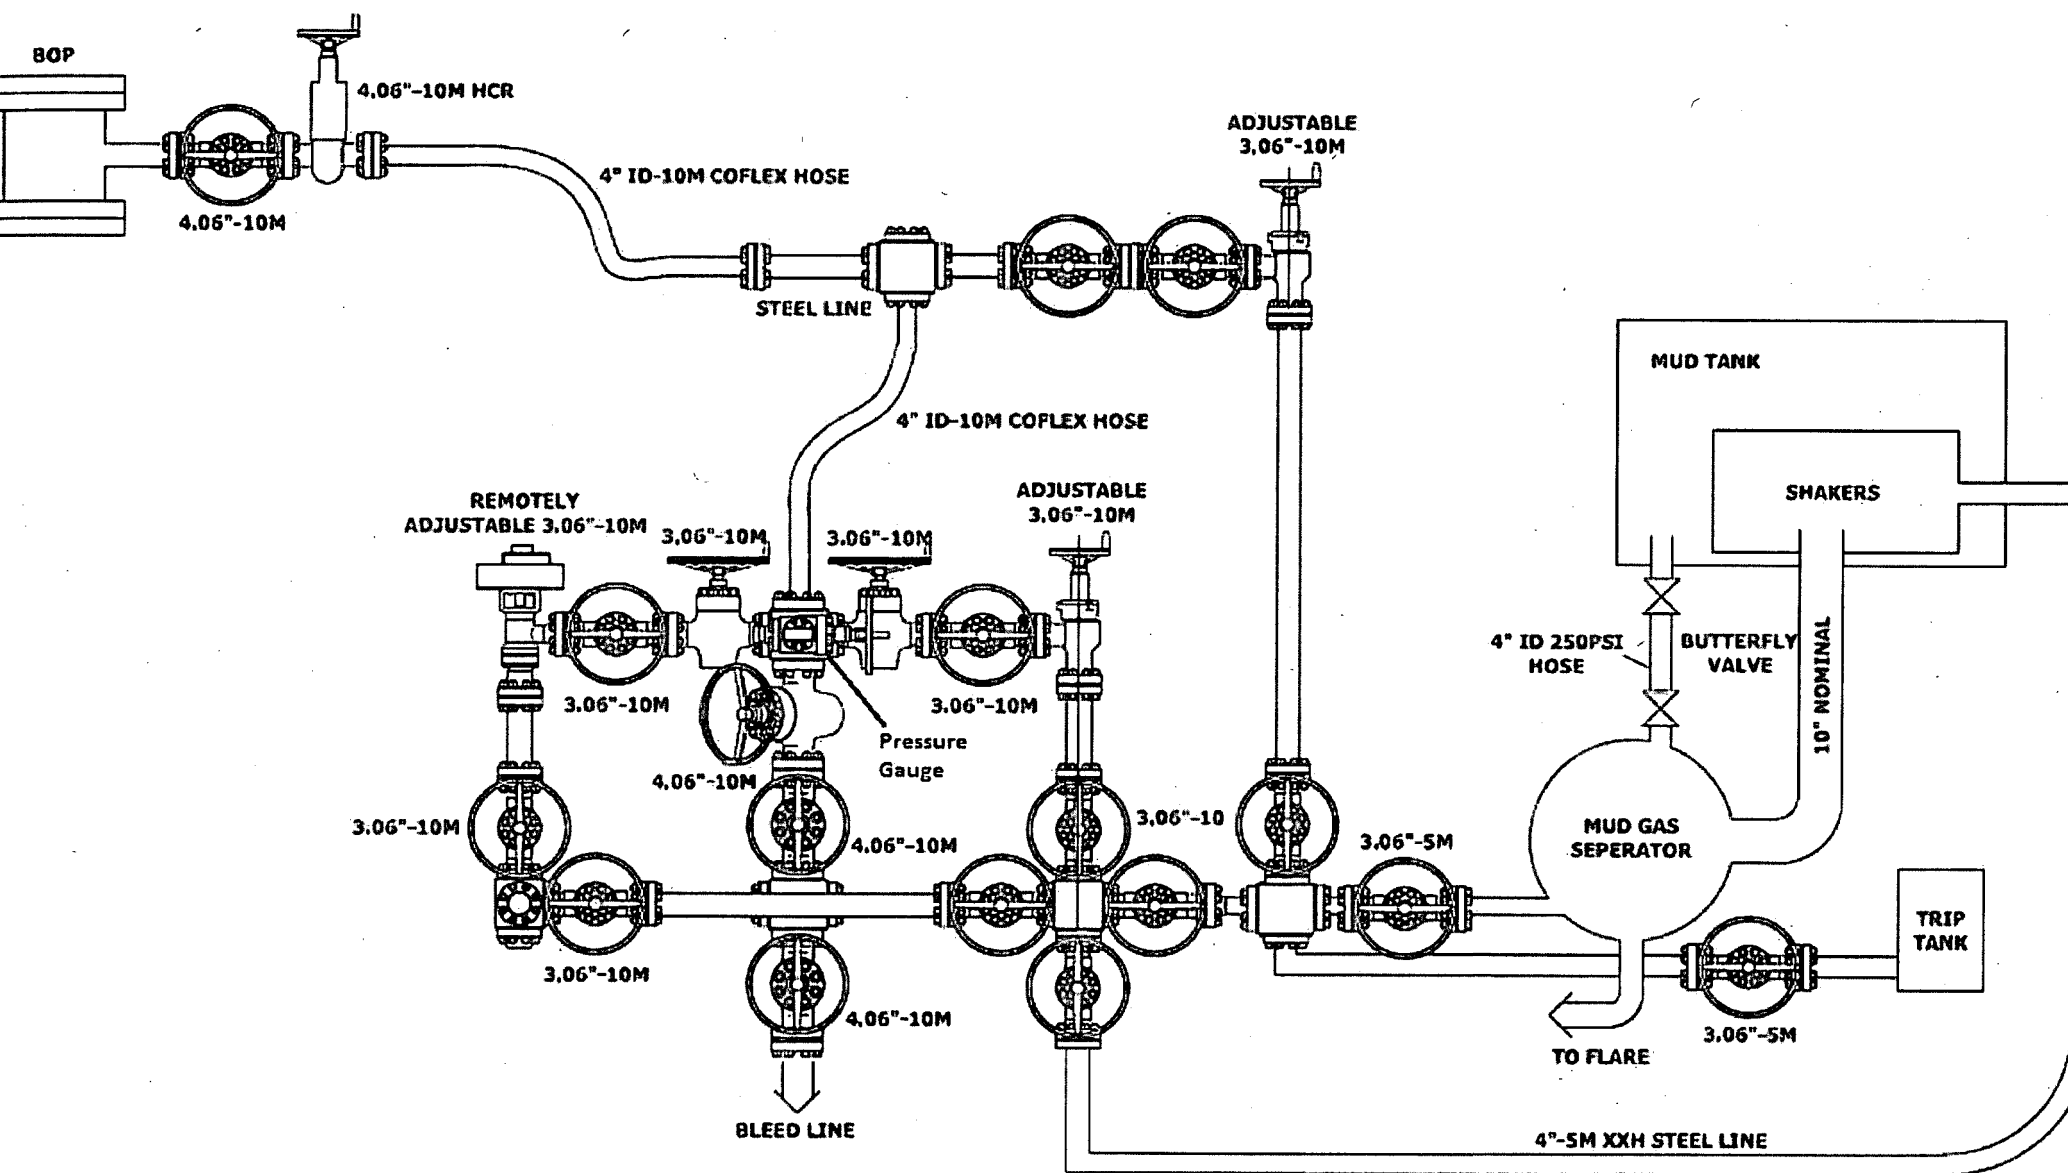 BOP
4.06"-10M HCR
4.06"-10M
4" ID-10M COFLEX HOSE
ADJUSTABLE
3.06"-10M
STEEL LINE
4" ID-10M COFLEX HOSE
MUD TANK
SHAKERS
REMOTELY
ADJUSTABLE 3.06"-10M
3.06"-10M
3.06"-10M
ADJUSTABLE
3.06"-10M
3.06"-10M
3.06"-10M
4" ID 250PSI
HOSE
BUTTERFLY
VALVE
10" NOMINAL
Pressure
Gauge
4.06"-10M
3.06"-10M
4.06"-10M
3.06"-10
3.06"-5M
MUD GAS
SEPERATOR
TRIP
TANK
3.06"-10M
4.06"-10M
3.06"-5M
TO FLARE
BLEED LINE
4"-5M XXH STEEL LINE